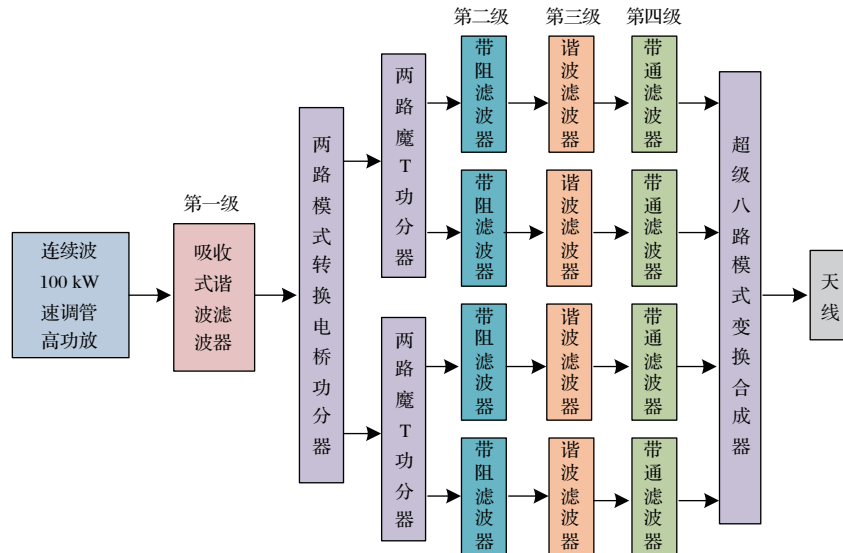 第二级
第三级
第四级
第一级
连续波
100 kW
速调管
高功放
吸收
式谐
波滤
波器
两路模式转换电桥功分器
两路魔T功分器
两路魔T功分器
带阻滤波器
谐波滤波器
带通滤波器
带阻滤波器
谐波滤波器
带通滤波器
带阻滤波器
谐波滤波器
带通滤波器
带阻滤波器
谐波滤波器
带通滤波器
超级八路模式变换合成器
天线